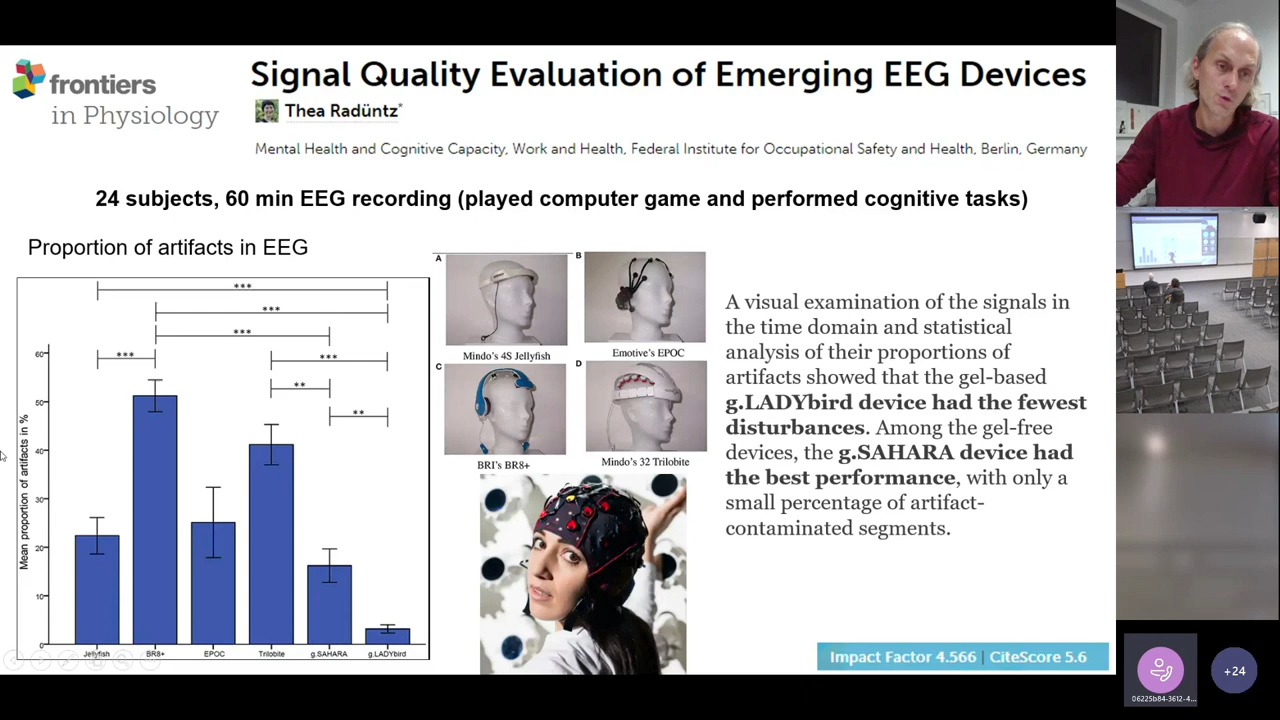 frontiers
in Physiology
Signal Quality Evaluation of Emerging EEG Devices
Thea Radüntz*
Mental Health and Cognitive Capacity, Work and Health, Federal Institute for Occupational Safety and Health, Berlin, Germany
24 subjects, 60 min EEG recording (played computer game and performed cognitive tasks)
Proportion of artifacts in EEG
***
***
***
***
***
**
**
Mean proportion of artifacts in %
60
50
40
30
20
10
0
Jellyfish
BR8+
EPOC
Trilobite
g.SAHARA
g.LADYbird
A
Mindo's 4S Jellyfish
B
Emotive's EPOC
C
BRI's BR8+
D
Mindo's 32 Trilobite
A visual examination of the signals in
the time domain and statistical
analysis of their proportions of
artifacts showed that the gel-based
g.LADYbird device had the fewest
disturbances. Among the gel-free
devices, the g.SAHARA device had
the best performance, with only a
small percentage of artifact-
contaminated segments.
Impact Factor 4.566 | CiteScore 5.6
06225b84-3612-4...
+24